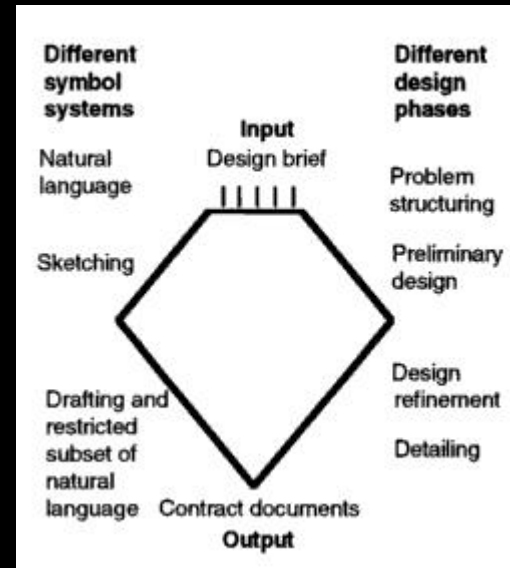 Different
symbol
systems
Different
design
phases
Input
Design brief
Natural
language
Problem
structuring
Sketching
Preliminary
design
Design
refinement
Drafting and
restricted
subset of
natural
language
Detailing
Contract documents
Output